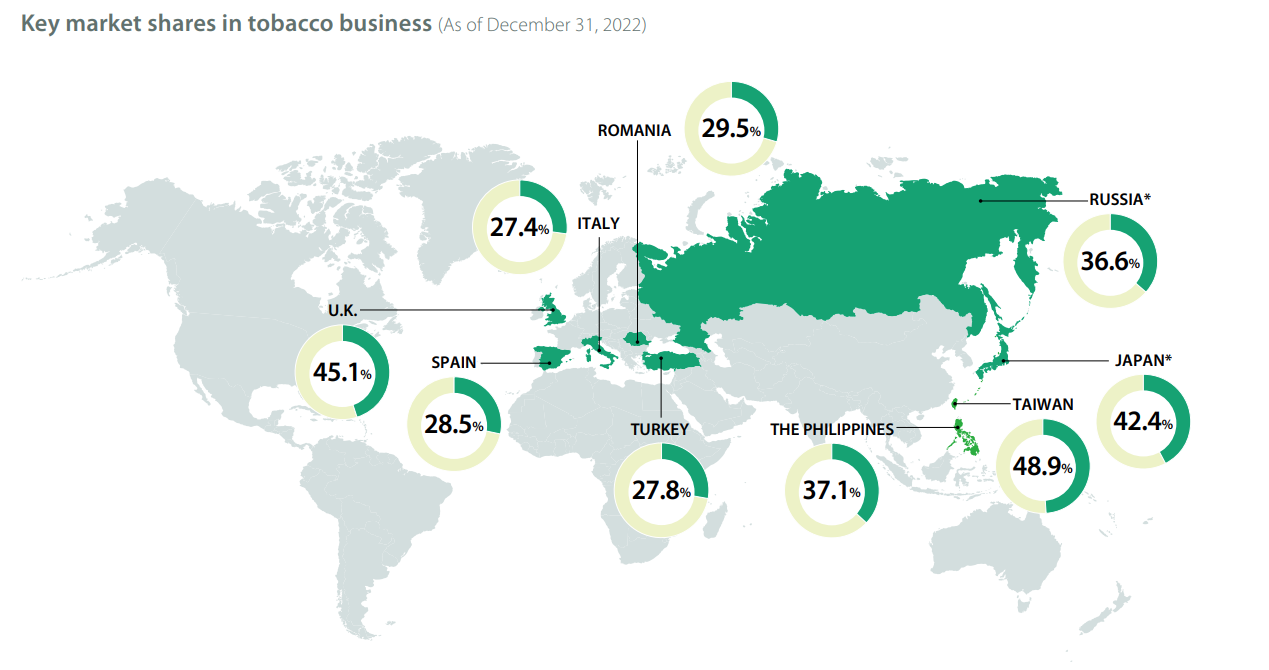 Key market shares in tobacco business (As of December 31, 2022)
ROMANIA
29.5%
27.4%
ITALY
RUSSIA*
36.6%
U.K.
45.1%
SPAIN
28.5%
TURKEY
27.8%
THE PHILIPPINES
37.1%
TAIWAN
48.9%
JAPAN*
42.4%